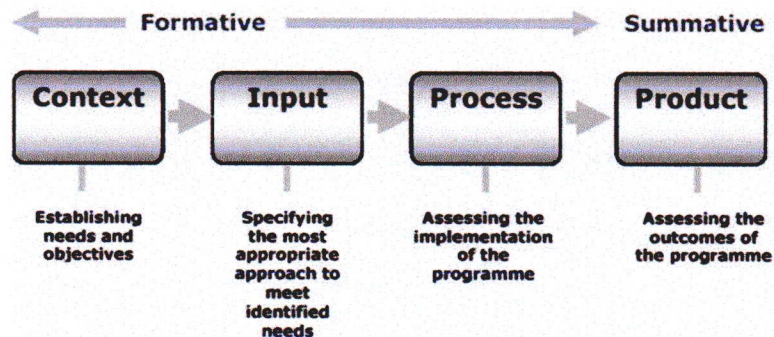 Formative Summative
Context Input Process Product
Establishing
needs and
objectives
Specifying
the most
appropriate
approach to
meet
identified
needs
Assessing the
implementation
of the
programme
Assessing the
outcomes of
the programme